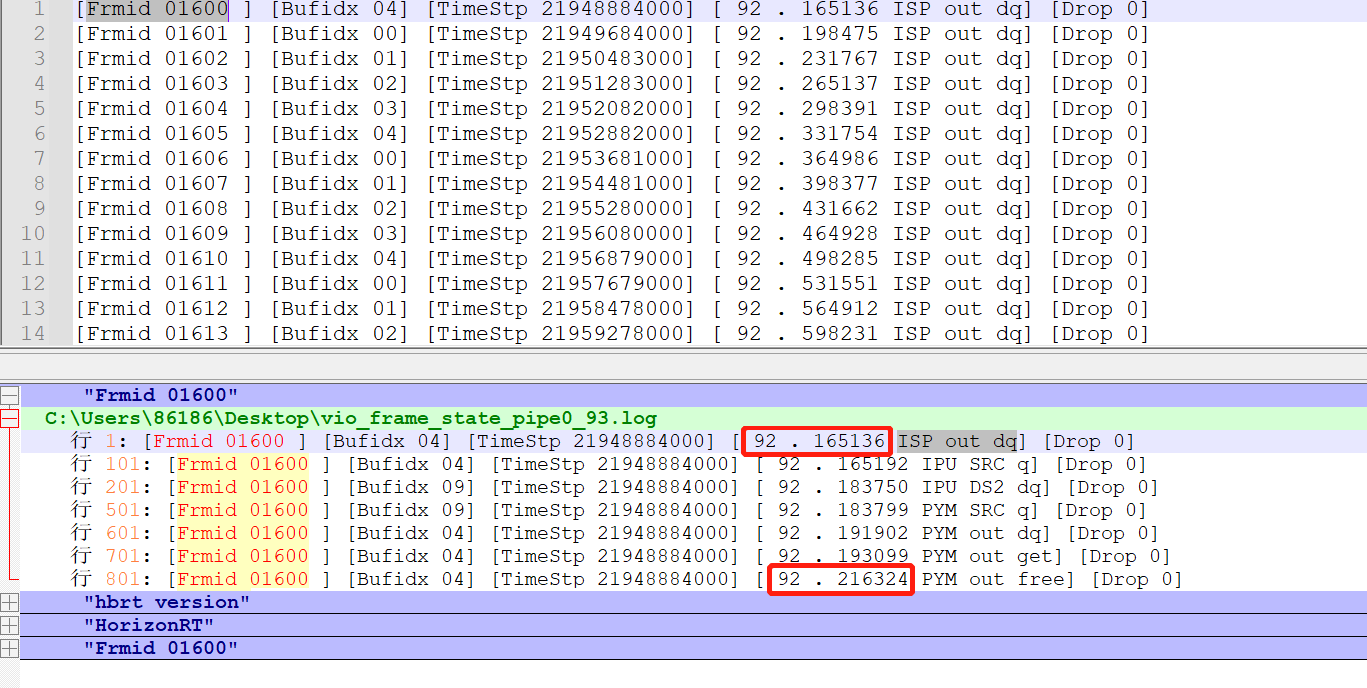 1 [Frmid 01600 ] [Bufidx 04] [TimeStp 21948884000] [ 92 . 165136 ISP out dq] [Drop 0]
2 [Frmid 01601 ] [Bufidx 00] [TimeStp 21949684000] [ 92 . 198475 ISP out dq] [Drop 0]
3 [Frmid 01602 ] [Bufidx 01] [TimeStp 21950483000] [ 92 . 231767 ISP out dq] [Drop 0]
4 [Frmid 01603 ] [Bufidx 02] [TimeStp 21951283000] [ 92 . 265137 ISP out dq] [Drop 0]
5 [Frmid 01604 ] [Bufidx 03] [TimeStp 21952082000] [ 92 . 298391 ISP out dq] [Drop 0]
6 [Frmid 01605 ] [Bufidx 04] [TimeStp 21952882000] [ 92 . 331754 ISP out dq] [Drop 0]
7 [Frmid 01606 ] [Bufidx 00] [TimeStp 21953681000] [ 92 . 364986 ISP out dq] [Drop 0]
8 [Frmid 01607 ] [Bufidx 01] [TimeStp 21954481000] [ 92 . 398377 ISP out dq] [Drop 0]
9 [Frmid 01608 ] [Bufidx 02] [TimeStp 21955280000] [ 92 . 431662 ISP out dq] [Drop 0]
10 [Frmid 01609 ] [Bufidx 03] [TimeStp 21956080000] [ 92 . 464928 ISP out dq] [Drop 0]
11 [Frmid 01610 ] [Bufidx 04] [TimeStp 21956879000] [ 92 . 498285 ISP out dq] [Drop 0]
12 [Frmid 01611 ] [Bufidx 00] [TimeStp 21957679000] [ 92 . 531551 ISP out dq] [Drop 0]
13 [Frmid 01612 ] [Bufidx 01] [TimeStp 21958478000] [ 92 . 564912 ISP out dq] [Drop 0]
14 [Frmid 01613 ] [Bufidx 02] [TimeStp 21959278000] [ 92 . 598231 ISP out dq] [Drop 0]
"Frmid 01600"
C:\Users\86186\Desktop\vio_frame_state_pipe0_93.log
行 1: [Frmid 01600 ] [Bufidx 04] [TimeStp 21948884000] [ 92 . 165136 ISP out dq] [Drop 0]
行 101: [Frmid 01600 ] [Bufidx 04] [TimeStp 21948884000] [ 92 . 165192 IPU SRC q] [Drop 0]
行 201: [Frmid 01600 ] [Bufidx 09] [TimeStp 21948884000] [ 92 . 183750 IPU DS2 dq] [Drop 0]
行 501: [Frmid 01600 ] [Bufidx 09] [TimeStp 21948884000] [ 92 . 183799 PYM SRC q] [Drop 0]
行 601: [Frmid 01600 ] [Bufidx 04] [TimeStp 21948884000] [ 92 . 191902 PYM out dq] [Drop 0]
行 701: [Frmid 01600 ] [Bufidx 04] [TimeStp 21948884000] [ 92 . 193099 PYM out get] [Drop 0]
行 801: [Frmid 01600 ] [Bufidx 04] [TimeStp 21948884000] [ 92 . 216324 PYM out free] [Drop 0]
"hbrt version"
"HorizonRT"
"Frmid 01600"